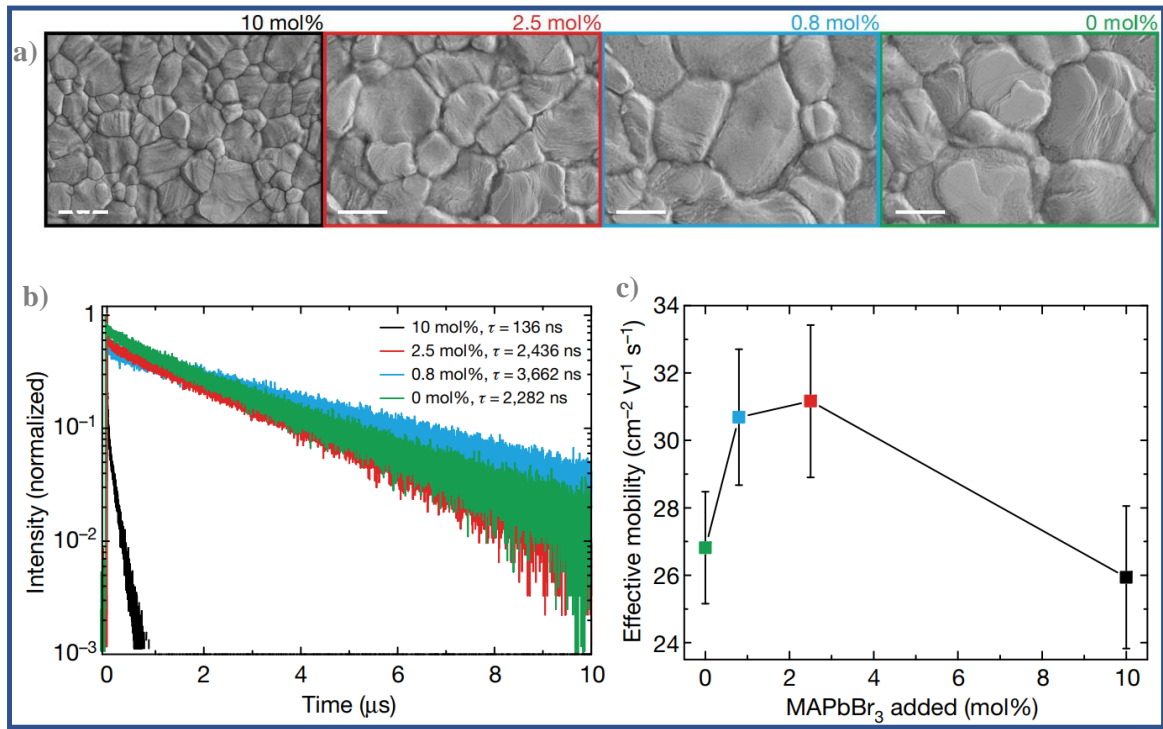 10 mol% 2.5 mol% 0.8 mol% 0 mol%
a)
b)
Intensity (normalized)
1
10⁻¹
10⁻²
10⁻³
10 mol%, τ = 136 ns
2.5 mol%, τ = 2,436 ns
0.8 mol%, τ = 3,662 ns
0 mol%, τ = 2,282 ns
0 2 4 6 8 10
Time (μs)
c)
Effective mobility (cm⁻² V⁻¹ s⁻¹)
34
32
30
28
26
24
0 2 4 6 8 10
MAPbBr₃ added (mol%)